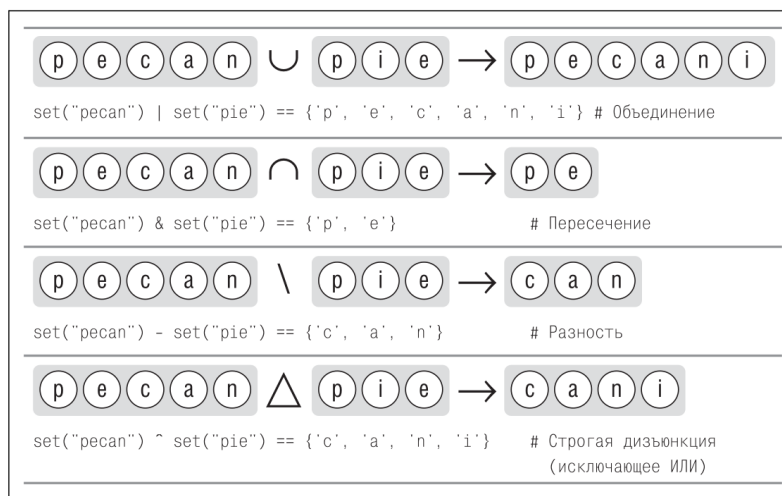 p e c a n ∪ p i e → p e c a n i
set("pecan") | set("pie") == {'p', 'e', 'c', 'a', 'n', 'i'} # Объединение
p e c a n ∩ p i e → p e
set("pecan") & set("pie") == {'p', 'e'} # Пересечение
p e c a n \ p i e → c a n
set("pecan") - set("pie") == {'c', 'a', 'n'} # Разность
p e c a n △ p i e → c a n i
set("pecan") ^ set("pie") == {'c', 'a', 'n', 'i'} # Строгая дизъюнкция
(исключающее ИЛИ)